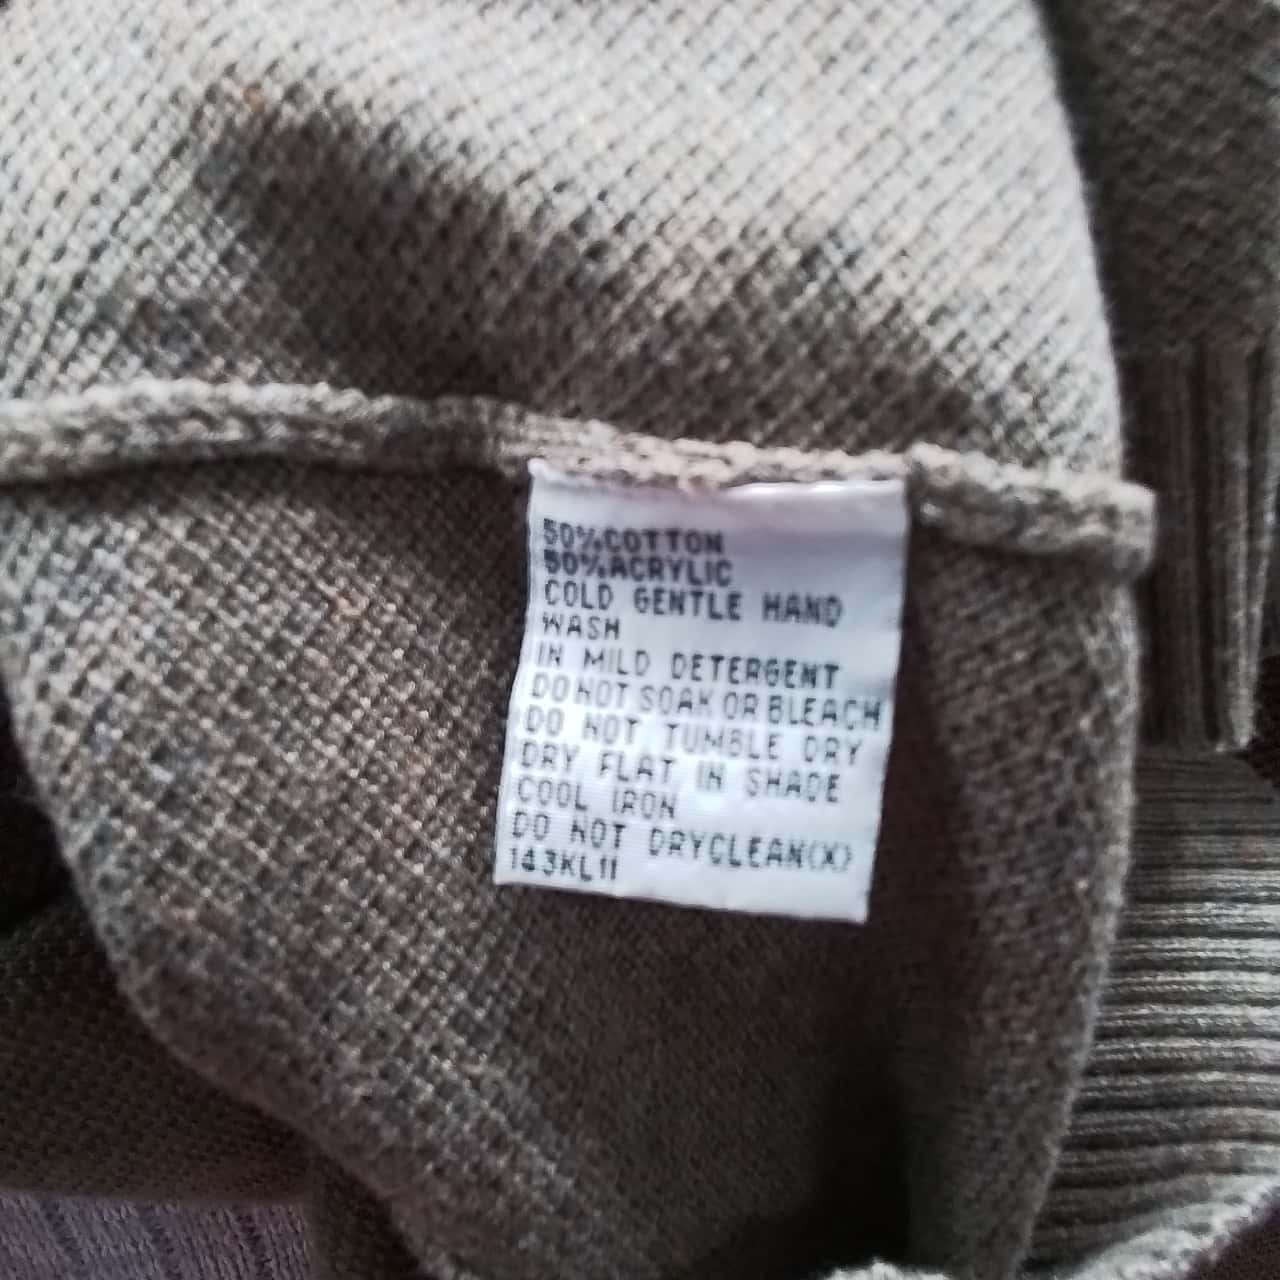 50%COTTON
50%ACRYLIC
COLD GENTLE HAND
WASH
IN MILD DETERGENT
DO NOT SOAK OR BLEACH
DO NOT TUMBLE DRY
DRY FLAT IN SHADE
COOL IRON
DO NOT DRYCLEAN(X)
143KL11